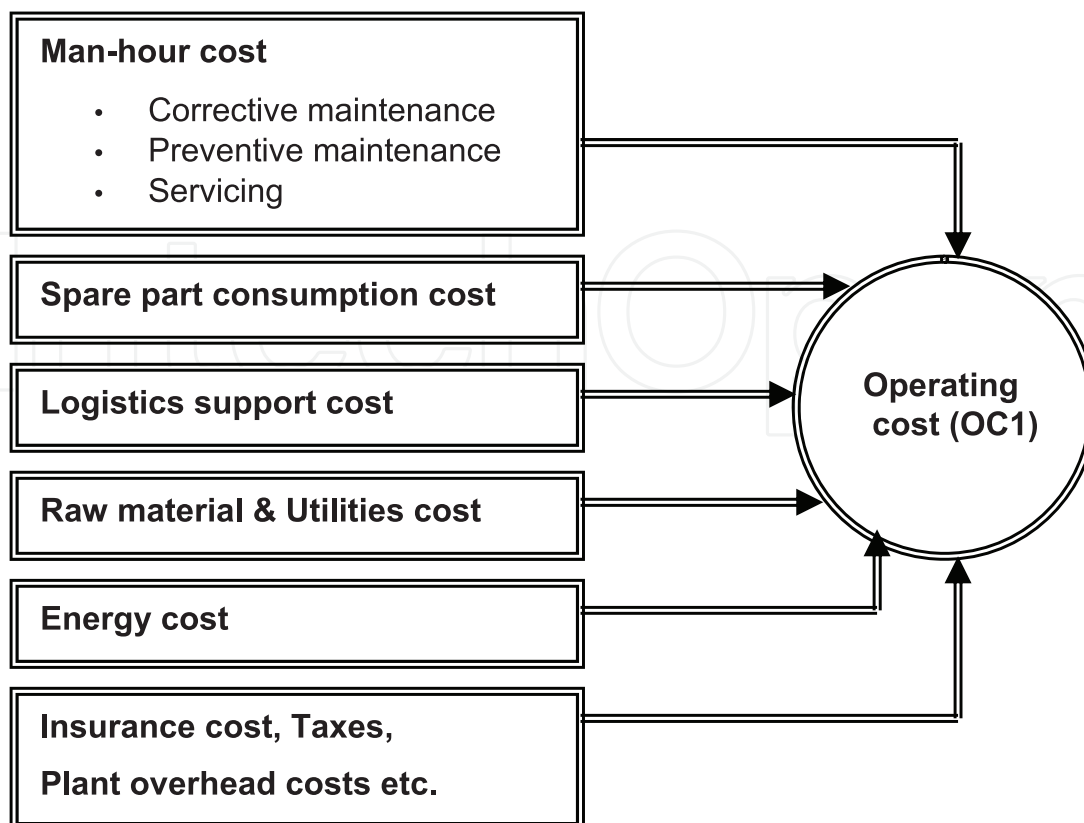 Man-hour cost
• Corrective maintenance
• Preventive maintenance
• Servicing
Spare part consumption cost
Logistics support cost
Raw material & Utilities cost
Energy cost
Insurance cost, Taxes,
Plant overhead costs etc.
Operating
cost (OC1)